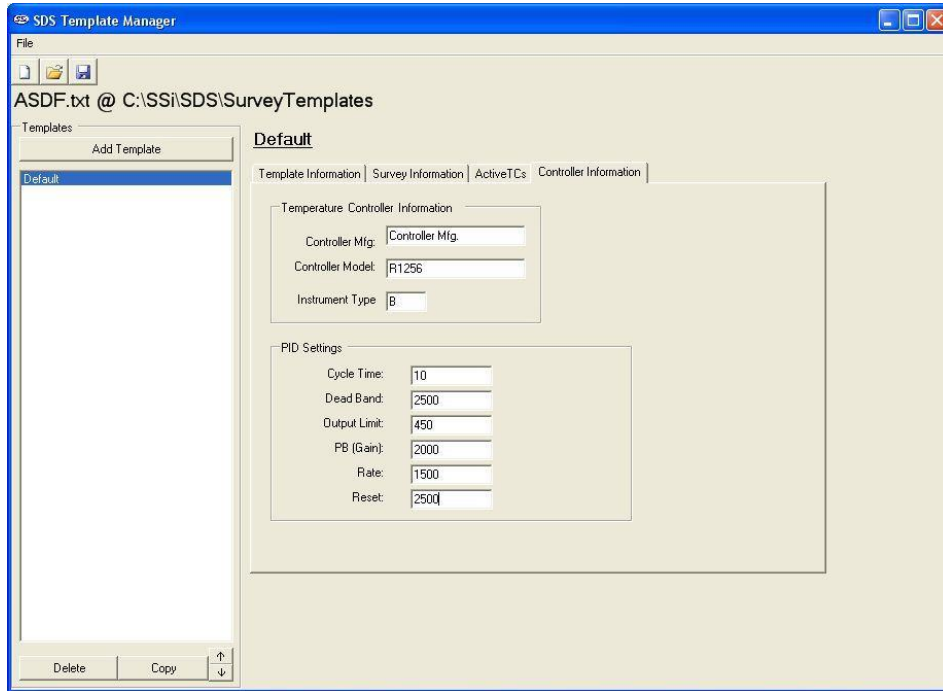 SDS Template Manager
File
ASDF.txt @ C:\SSi\SDS\SurveyTemplates
Templates
Add Template
Default
Delete
Copy
Default
Template Information
Survey Information
ActiveTCs
Controller Information
Temperature Controller Information
Controller Mfg: Controller Mfg.
Controller Model: R1256
Instrument Type B
PID Settings
Cycle Time: 10
Dead Band: 2500
Output Limit: 450
PB (Gain): 2000
Rate: 1500
Reset: 2500